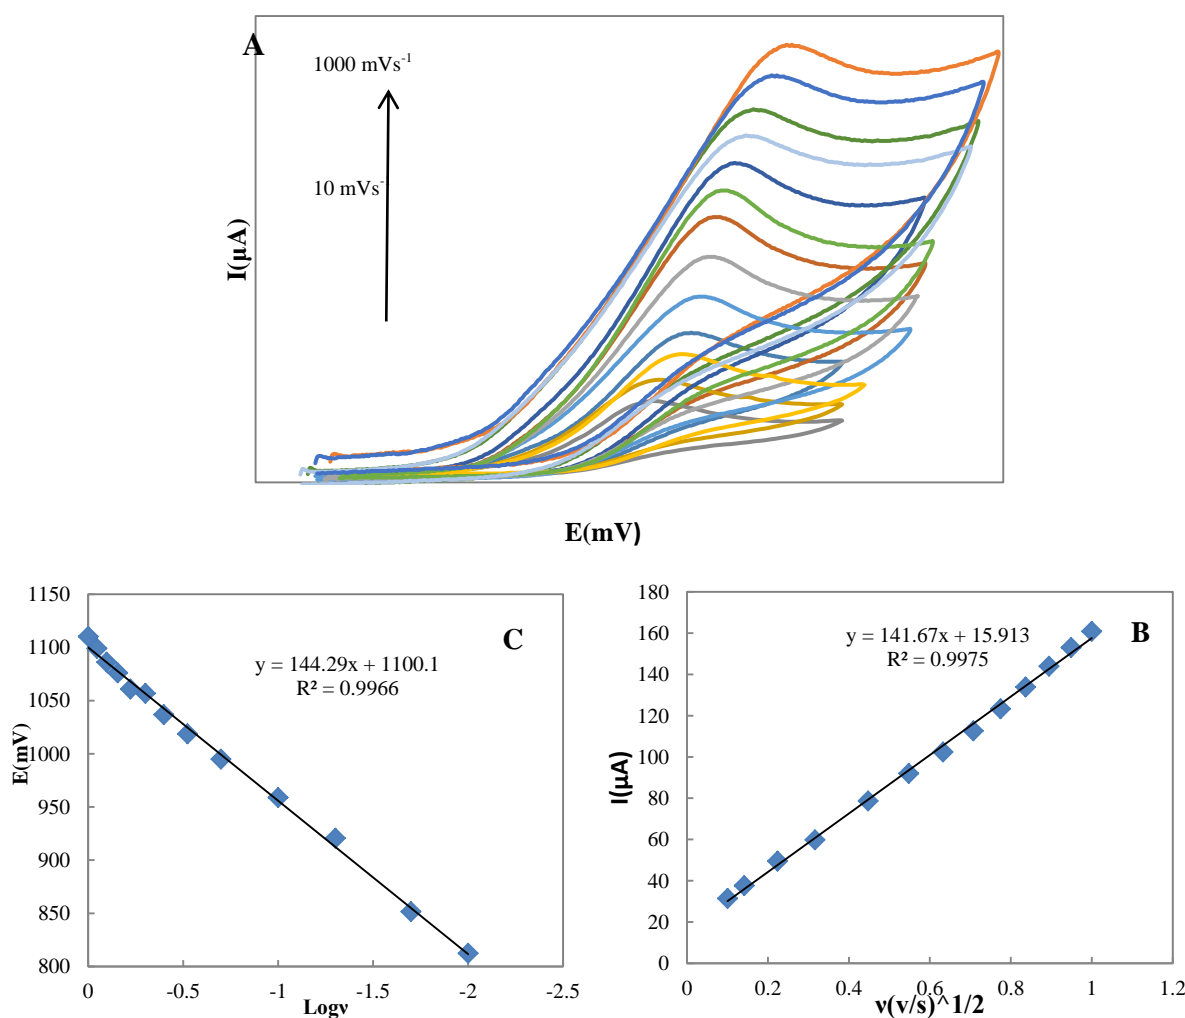 A
1000 mVs⁻¹
10 mVs⁻
I(µA)
E(mV)
C
y = 144.29x + 1100.1
R² = 0.9966
1150
1100
1050
1000
950
900
850
800
E(mV)
0 -0.5 -1 -1.5 -2 -2.5
Logν
B
y = 141.67x + 15.913
R² = 0.9975
180
160
140
120
100
80
60
40
20
0
I(µA)
0 0.2 0.4 0.6 0.8 1 1.2
ν(v/s)^1/2